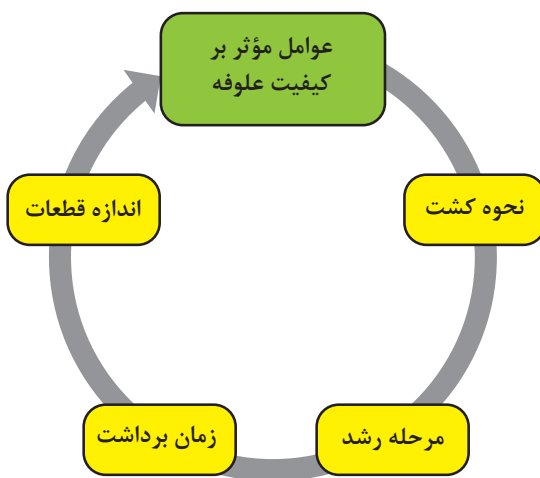 عوامل مؤثر بر
کیفیت علوفه
نحوه کشت
مرحله رشد
زمان برداشت
اندازه قطعات